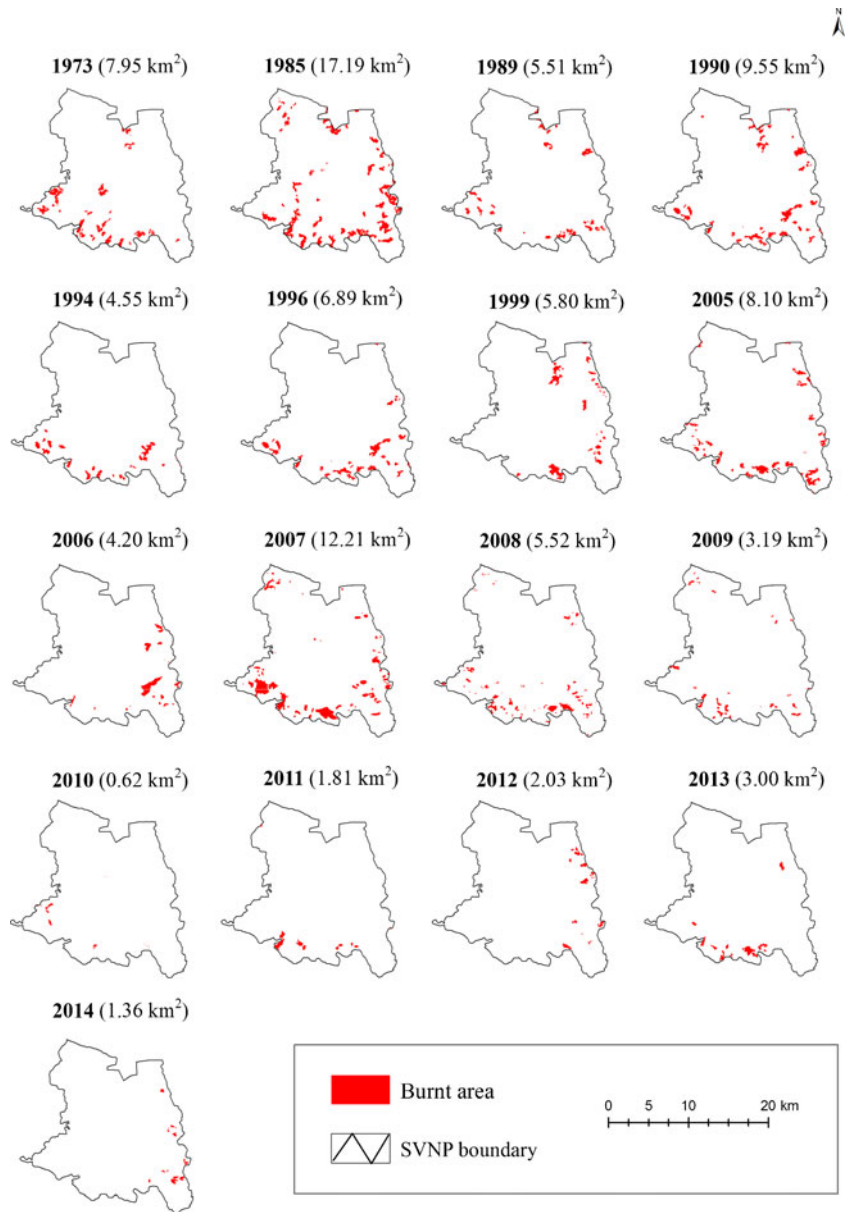 N
1973 (7.95 km²)
1985 (17.19 km²)
1989 (5.51 km²)
1990 (9.55 km²)
1994 (4.55 km²)
1996 (6.89 km²)
1999 (5.80 km²)
2005 (8.10 km²)
2006 (4.20 km²)
2007 (12.21 km²)
2008 (5.52 km²)
2009 (3.19 km²)
2010 (0.62 km²)
2011 (1.81 km²)
2012 (2.03 km²)
2013 (3.00 km²)
2014 (1.36 km²)
Burnt area
0 5 10 20 km
SVNP boundary